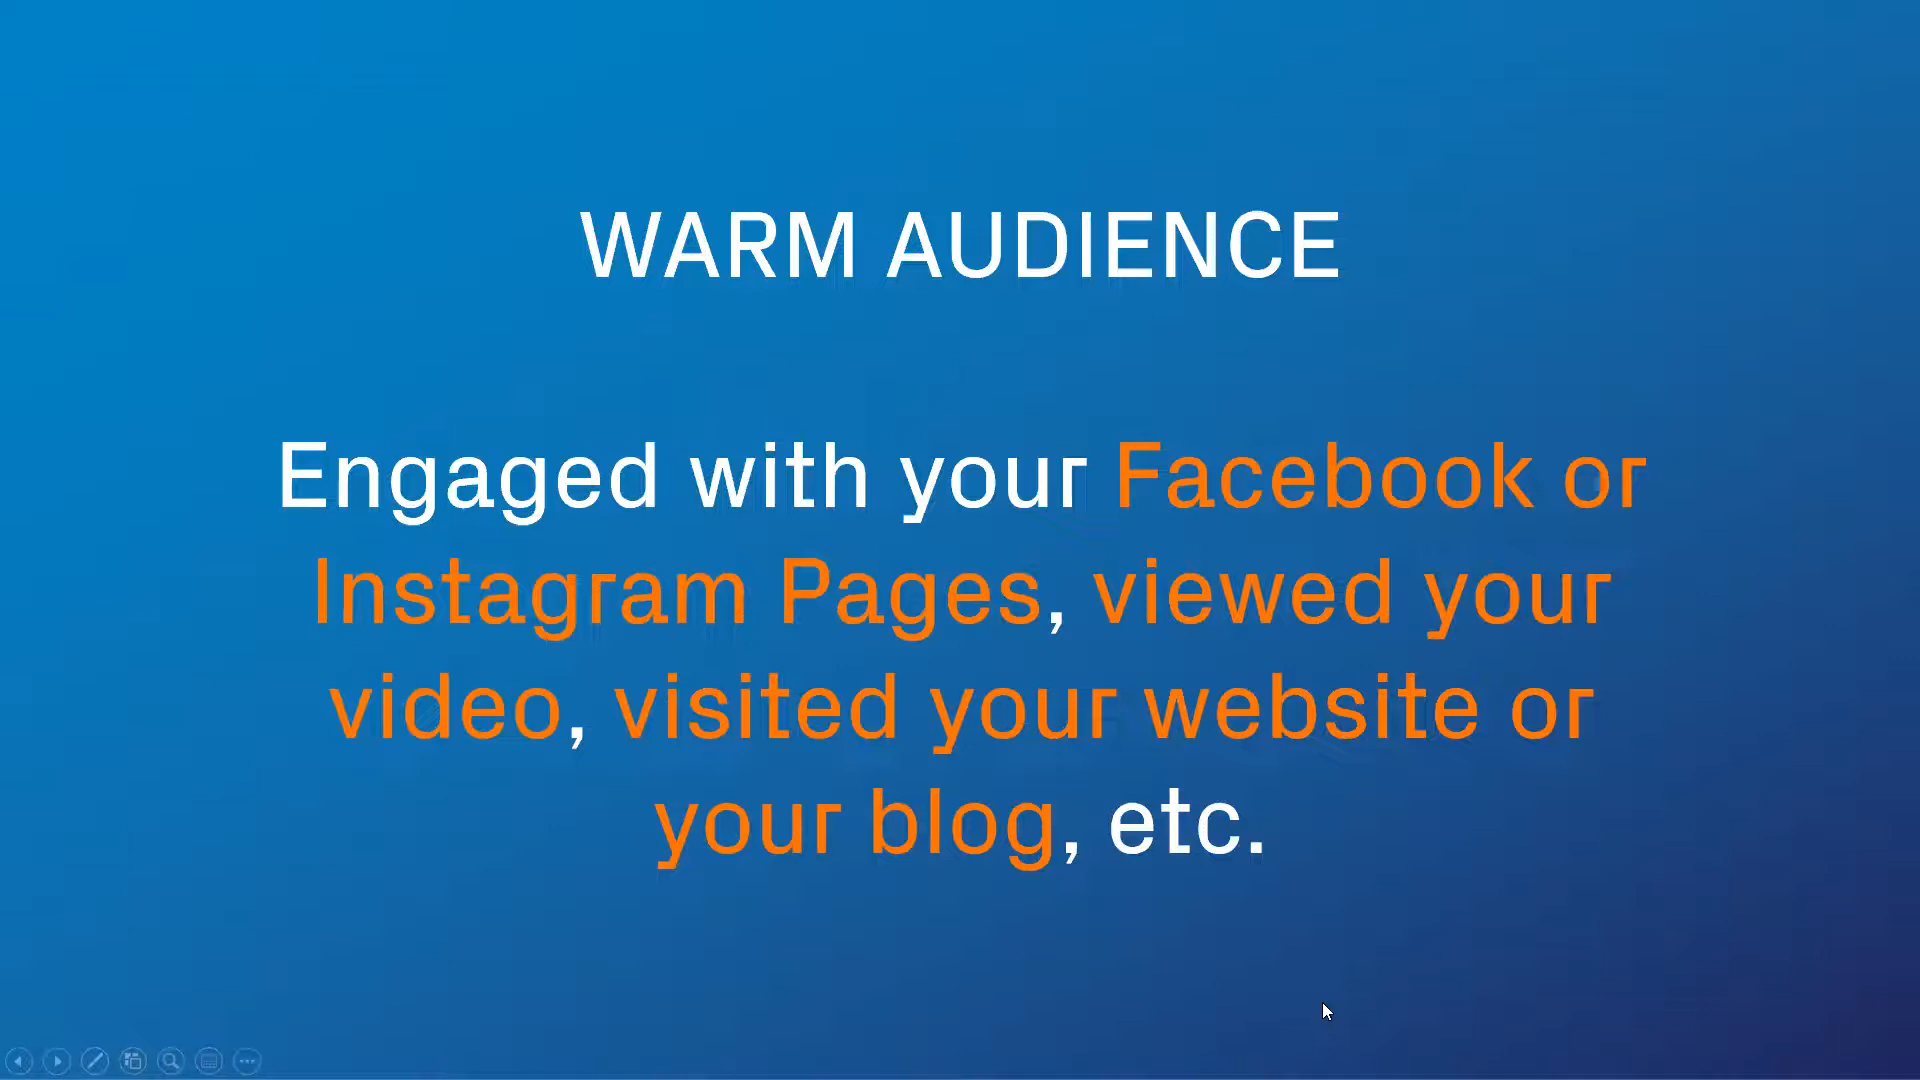 WARM AUDIENCE
Engaged with your Facebook or
Instagram Pages, viewed your
video, visited your website or
your blog, etc.